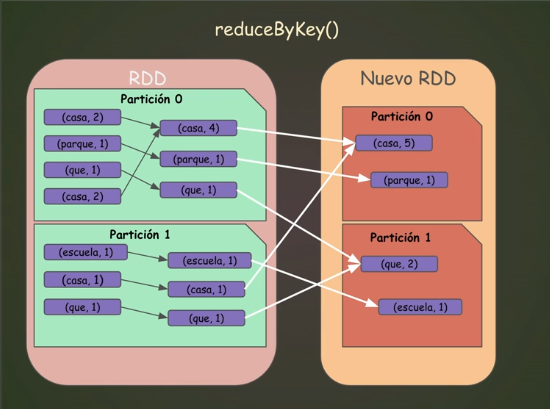 reduceByKey()
RDD
Partición 0
(casa, 2)
(parque, 1)
(que, 1)
(casa, 2)
(casa, 4)
(parque, 1)
(que, 1)
Partición 1
(escuela, 1)
(casa, 1)
(que, 1)
(escuela, 1)
(casa, 1)
(que, 1)
Nuevo RDD
Partición 0
(casa, 5)
(parque, 1)
Partición 1
(que, 2)
(escuela, 1)